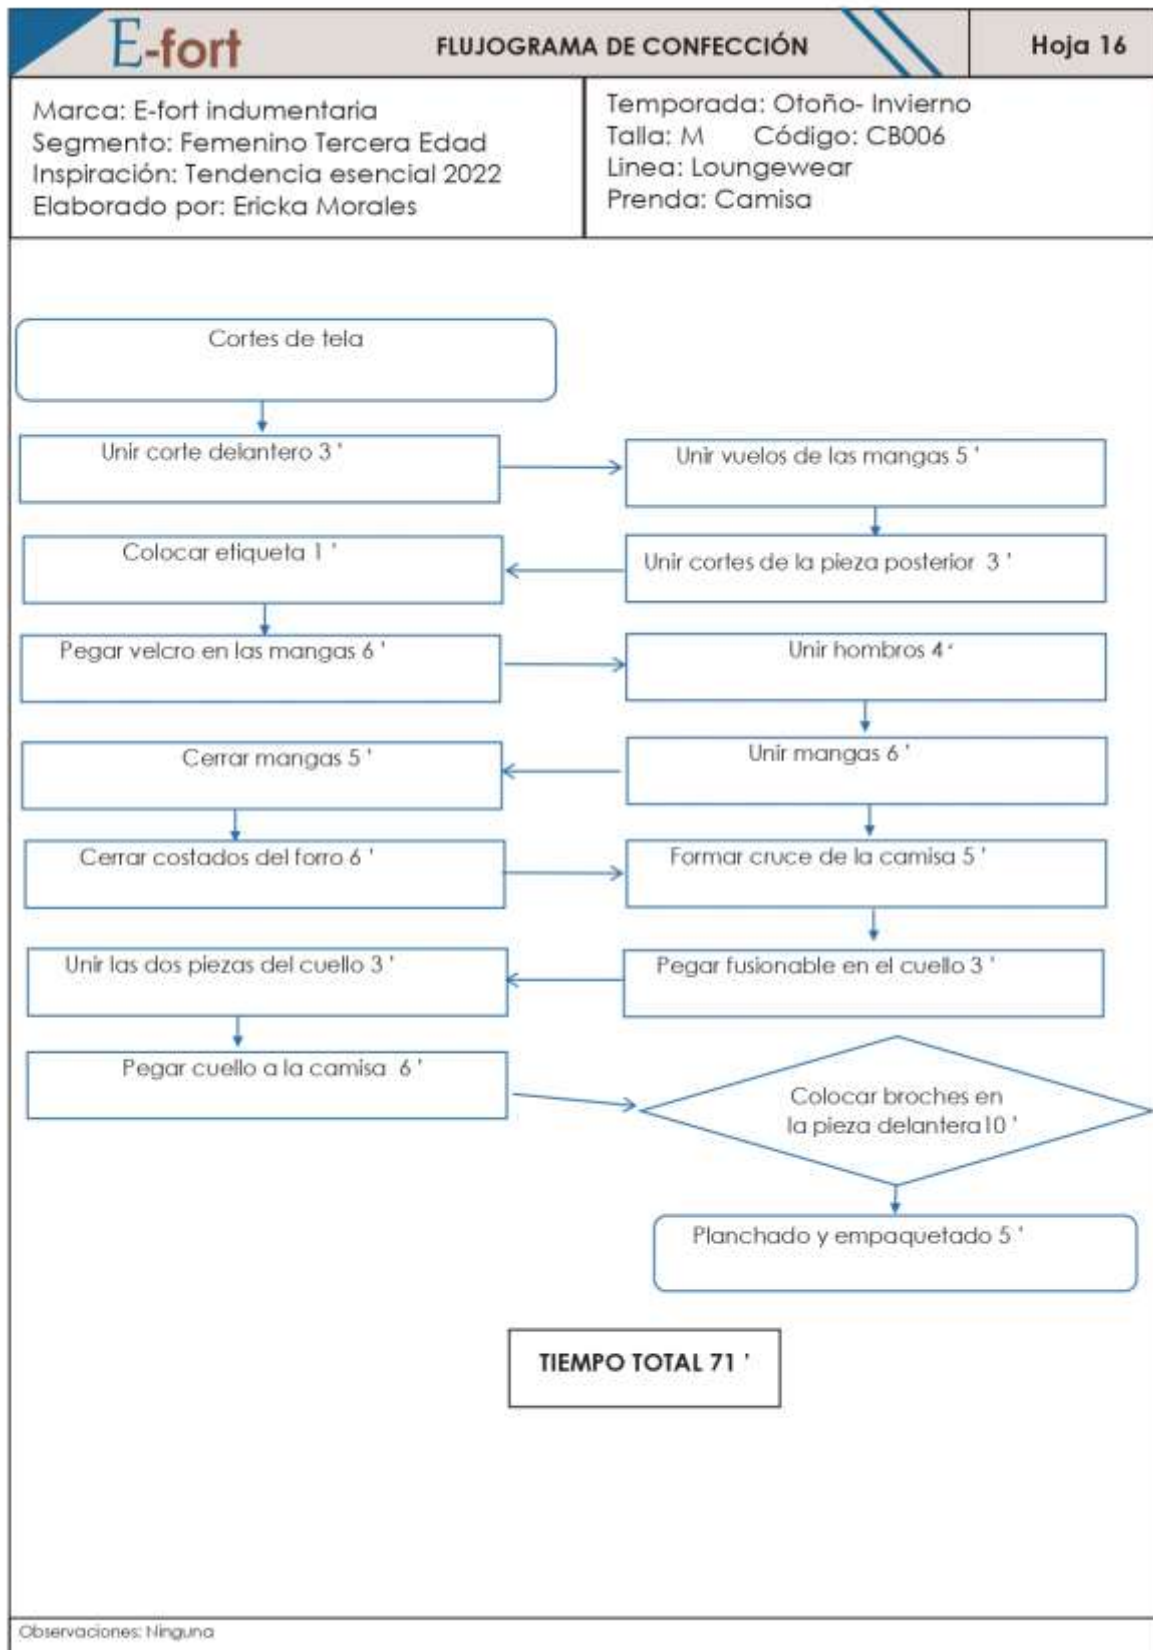 E-fort
FLUJOGRAMA DE CONFECCIÓN
Hoja 16
Marca: E-fort indumentaria
Segmento: Femenino Tercera Edad
Inspiración: Tendencia esencial 2022
Elaborado por: Ericka Morales
Temporada: Otoño- Invierno
Talla: M Código: CB006
Linea: Loungewear
Prenda: Camisa
Cortes de tela
Unir corte delantero 3 '
Unir vuelos de las mangas 5 '
Colocar etiqueta 1 '
Unir cortes de la pieza posterior 3 '
Pegar velcro en las mangas 6 '
Unir hombros 4 '
Cerrar mangas 5 '
Unir mangas 6 '
Cerrar costados del forro 6 '
Formar cruce de la camisa 5 '
Unir las dos piezas del cuello 3 '
Pegar fusionable en el cuello 3 '
Pegar cuello a la camisa 6 '
Colocar broches en
la pieza delantera10 '
Planchado y empaquetado 5 '
TIEMPO TOTAL 71 '
Observaciones: Ninguna